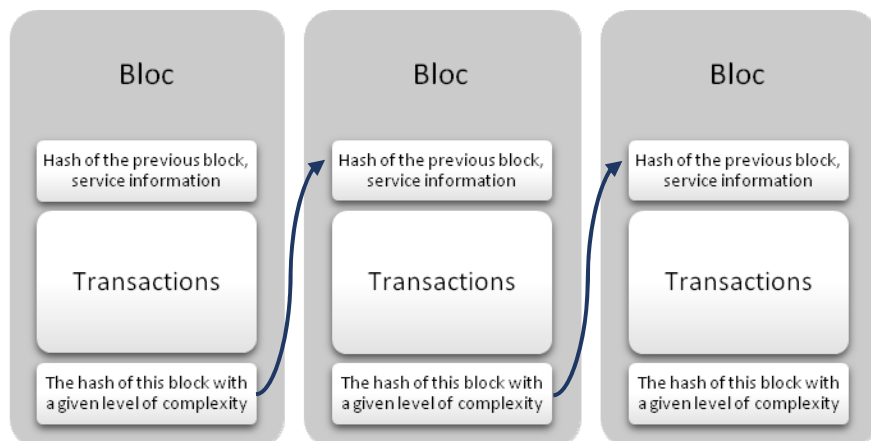 Bloc
Hash of the previous block,
service information
Transactions
The hash of this block with
a given level of complexity
Bloc
Hash of the previous block,
service information
Transactions
The hash of this block with
a given level of complexity
Bloc
Hash of the previous block,
service information
Transactions
The hash of this block with
a given level of complexity